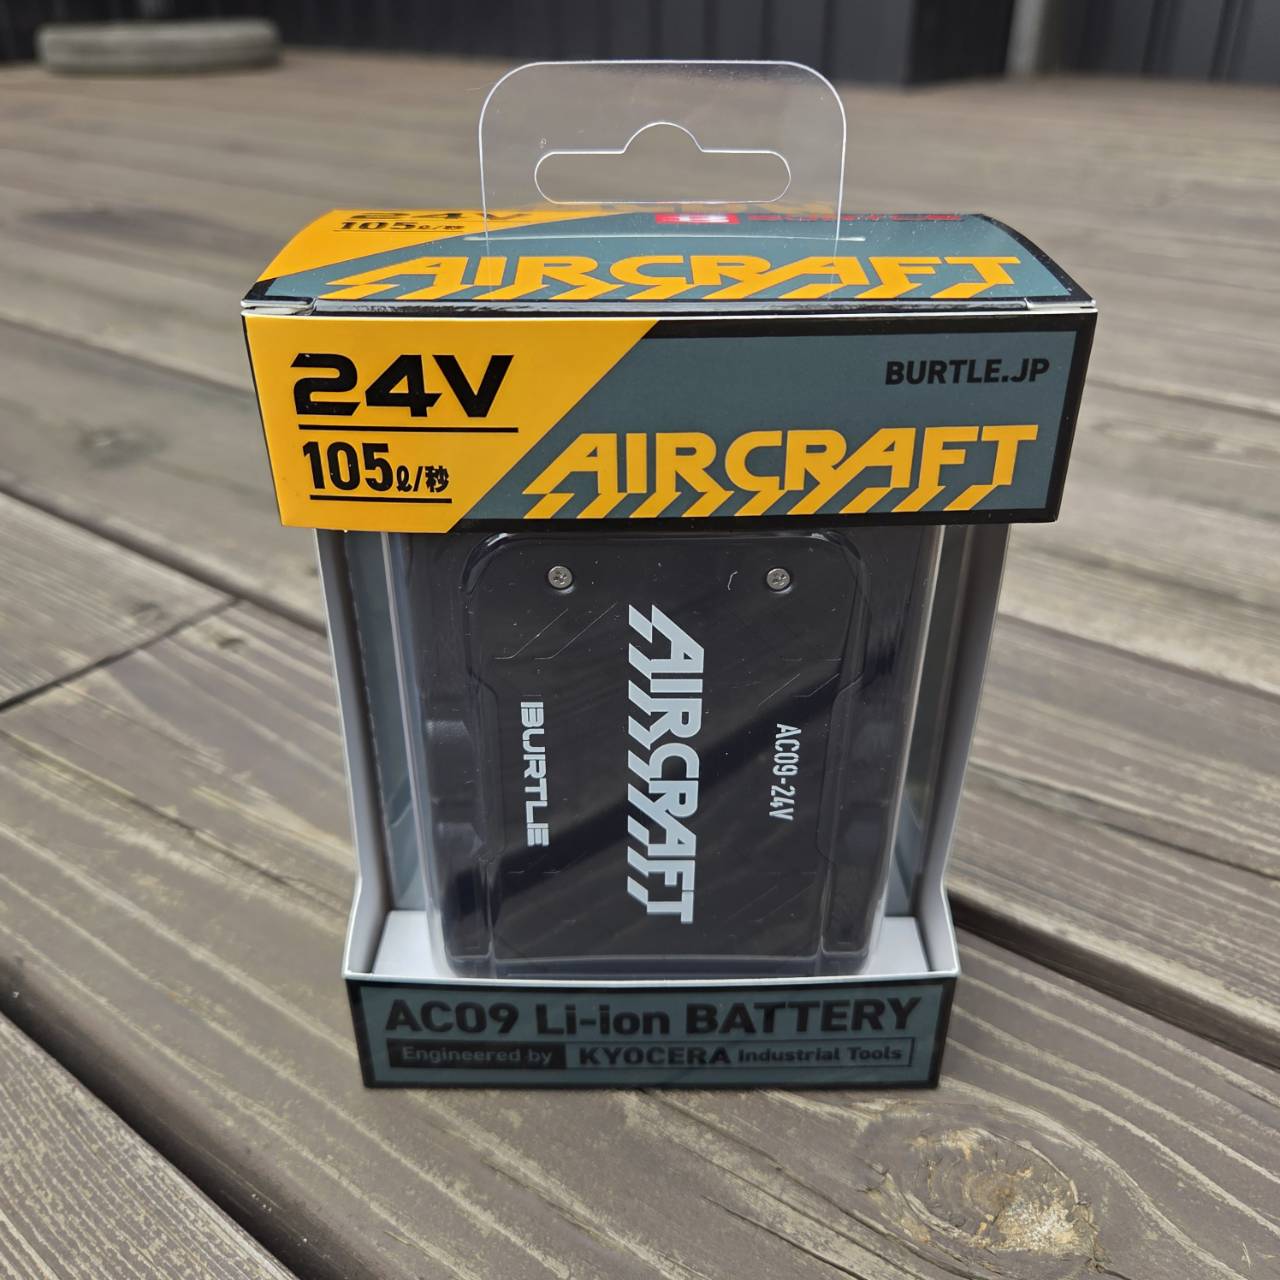 24V
105ℓ/秒
AIRCRAFT
24V
105ℓ/秒
BURTLE.JP
AIRCRAFT
BURTLE
AIRCRAFT
AC09-24V
AC09 Li-ion BATTERY
Engineered by KYOCERA Industrial Tools